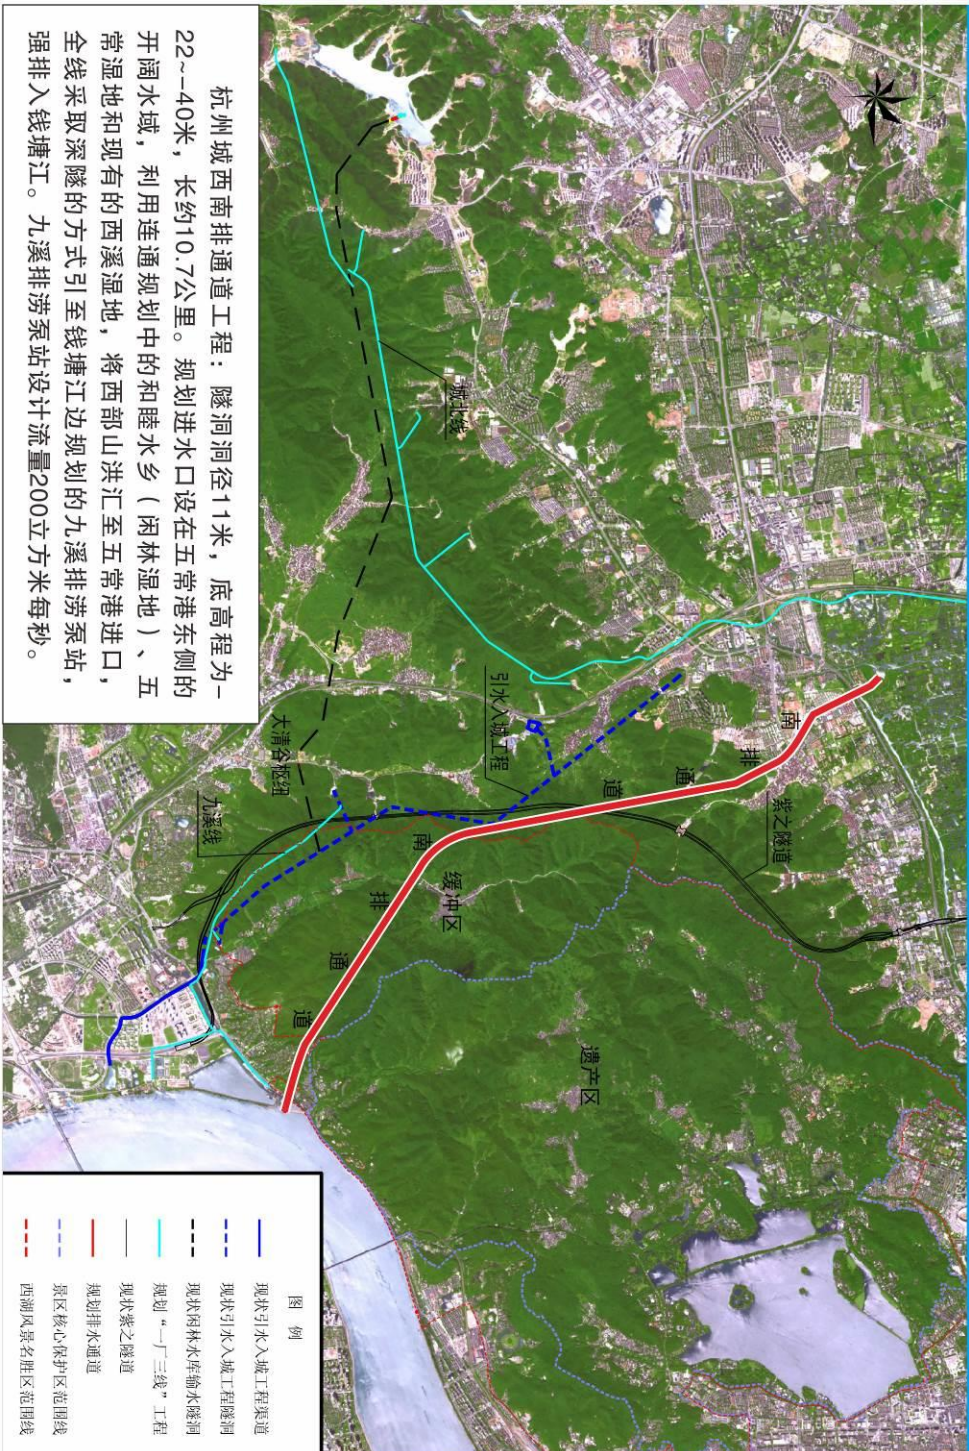 杭州城西南排通道工程：隧洞洞径11米，底高程为-
22~-40米，长约10.7公里。规划进水口设在五常港东侧的
开阔水域，利用连通规划中的和睦水乡（闲林湿地）、五
常湿地和现有的西溪湿地，将西部山洪汇至五常港进口，
全线采取深隧的方式引至钱塘江边规划的九溪排涝泵站，
强排入钱塘江。九溪排涝泵站设计流量200立方米每秒。
城北线
引水入城工程
大清谷枢纽
九溪线
南排通道
紫之隧道
南排通道
缓冲区
遗产区
图例
现状引水入城工程渠道
现状引水入城工程隧洞
现状闲林水库输水隧洞
规划“一厂三线”工程
现状紫之隧道
规划排水通道
景区核心保护区范围线
西湖风景名胜区范围线